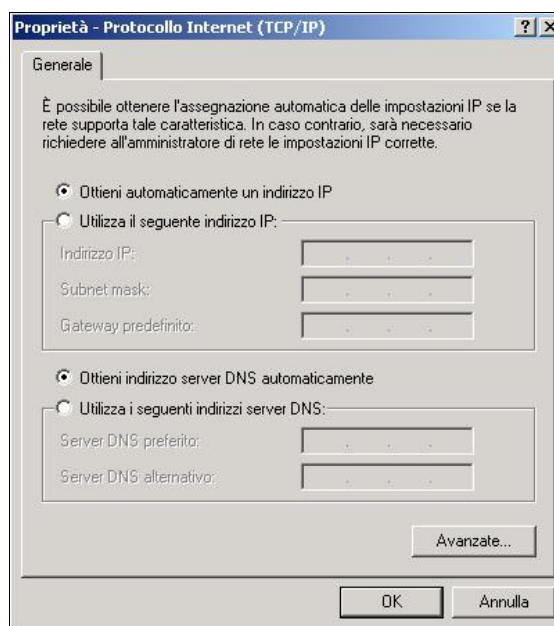 Proprietà - Protocollo Internet (TCP/IP)
Generale
È possibile ottenere l'assegnazione automatica delle impostazioni IP se la
rete supporta tale caratteristica. In caso contrario, sarà necessario
richiedere all'amministratore di rete le impostazioni IP corrette.
Ottieni automaticamente un indirizzo IP
Utilizza il seguente indirizzo IP:
Indirizzo IP:
Subnet mask:
Gateway predefinito:
Ottieni indirizzo server DNS automaticamente
Utilizza i seguenti indirizzi server DNS:
Server DNS preferito:
Server DNS alternativo:
Avanzate...
OK Annulla